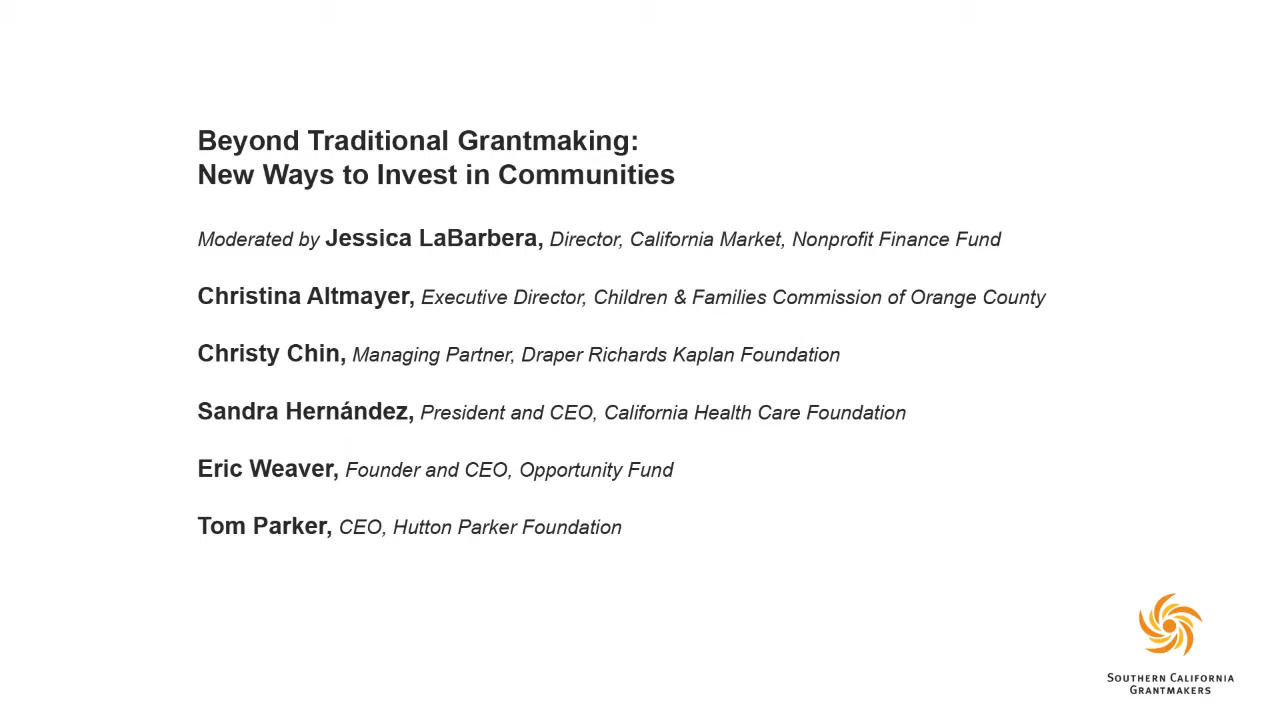 Beyond Traditional Grantmaking:
New Ways to Invest in Communities
Moderated by Jessica LaBarbera, Director, California Market, Nonprofit Finance Fund
Christina Altmayer, Executive Director, Children & Families Commission of Orange County
Christy Chin, Managing Partner, Draper Richards Kaplan Foundation
Sandra Hernández, President and CEO, California Health Care Foundation
Eric Weaver, Founder and CEO, Opportunity Fund
Tom Parker, CEO, Hutton Parker Foundation
Southern California
Grantmakers